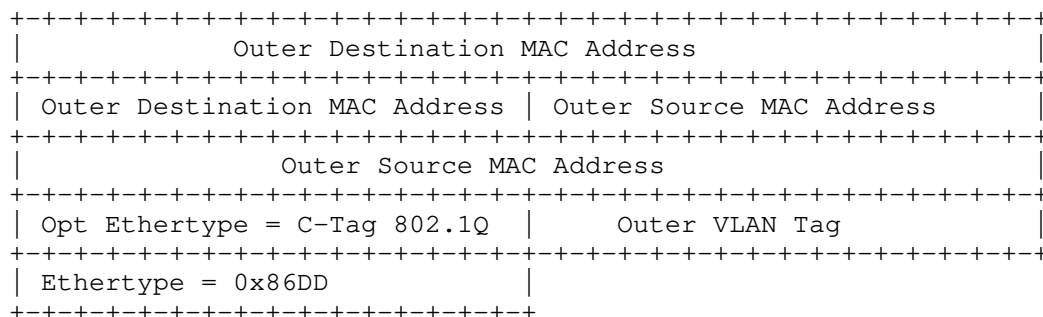 +-+-+-+-+-+-+-+-+-+-+-+-+-+-+-+-+-+-+-+-+-+-+-+-+-+-+-+-+-+-+-+-+
|             Outer Destination MAC Address                     |
+-+-+-+-+-+-+-+-+-+-+-+-+-+-+-+-+-+-+-+-+-+-+-+-+-+-+-+-+-+-+-+-+
| Outer Destination MAC Address | Outer Source MAC Address      |
+-+-+-+-+-+-+-+-+-+-+-+-+-+-+-+-+-+-+-+-+-+-+-+-+-+-+-+-+-+-+-+-+
|                Outer Source MAC Address                       |
+-+-+-+-+-+-+-+-+-+-+-+-+-+-+-+-+-+-+-+-+-+-+-+-+-+-+-+-+-+-+-+-+
| Opt Ethertype = C-Tag 802.1Q  |     Outer VLAN Tag            |
+-+-+-+-+-+-+-+-+-+-+-+-+-+-+-+-+-+-+-+-+-+-+-+-+-+-+-+-+-+-+-+-+
| Ethertype = 0x86DD            |
+-+-+-+-+-+-+-+-+-+-+-+-+-+-+-+-+